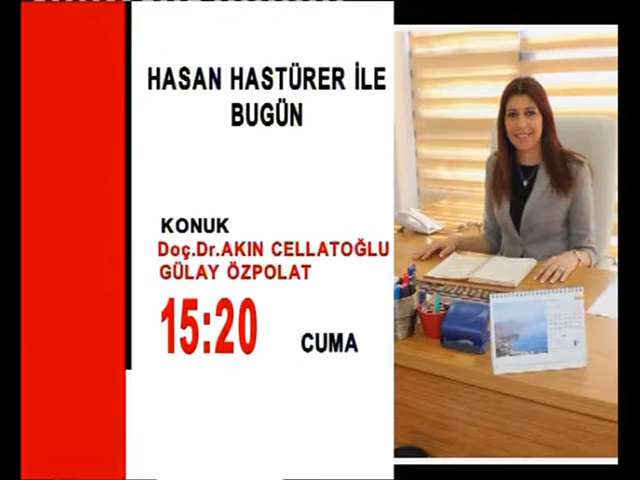 HASAN HASTÜRER İLE
BUGÜN
KONUK
Doç.Dr.AKIN CELLATOĞLU
GÜLAY ÖZPOLAT
15:20
CUMA